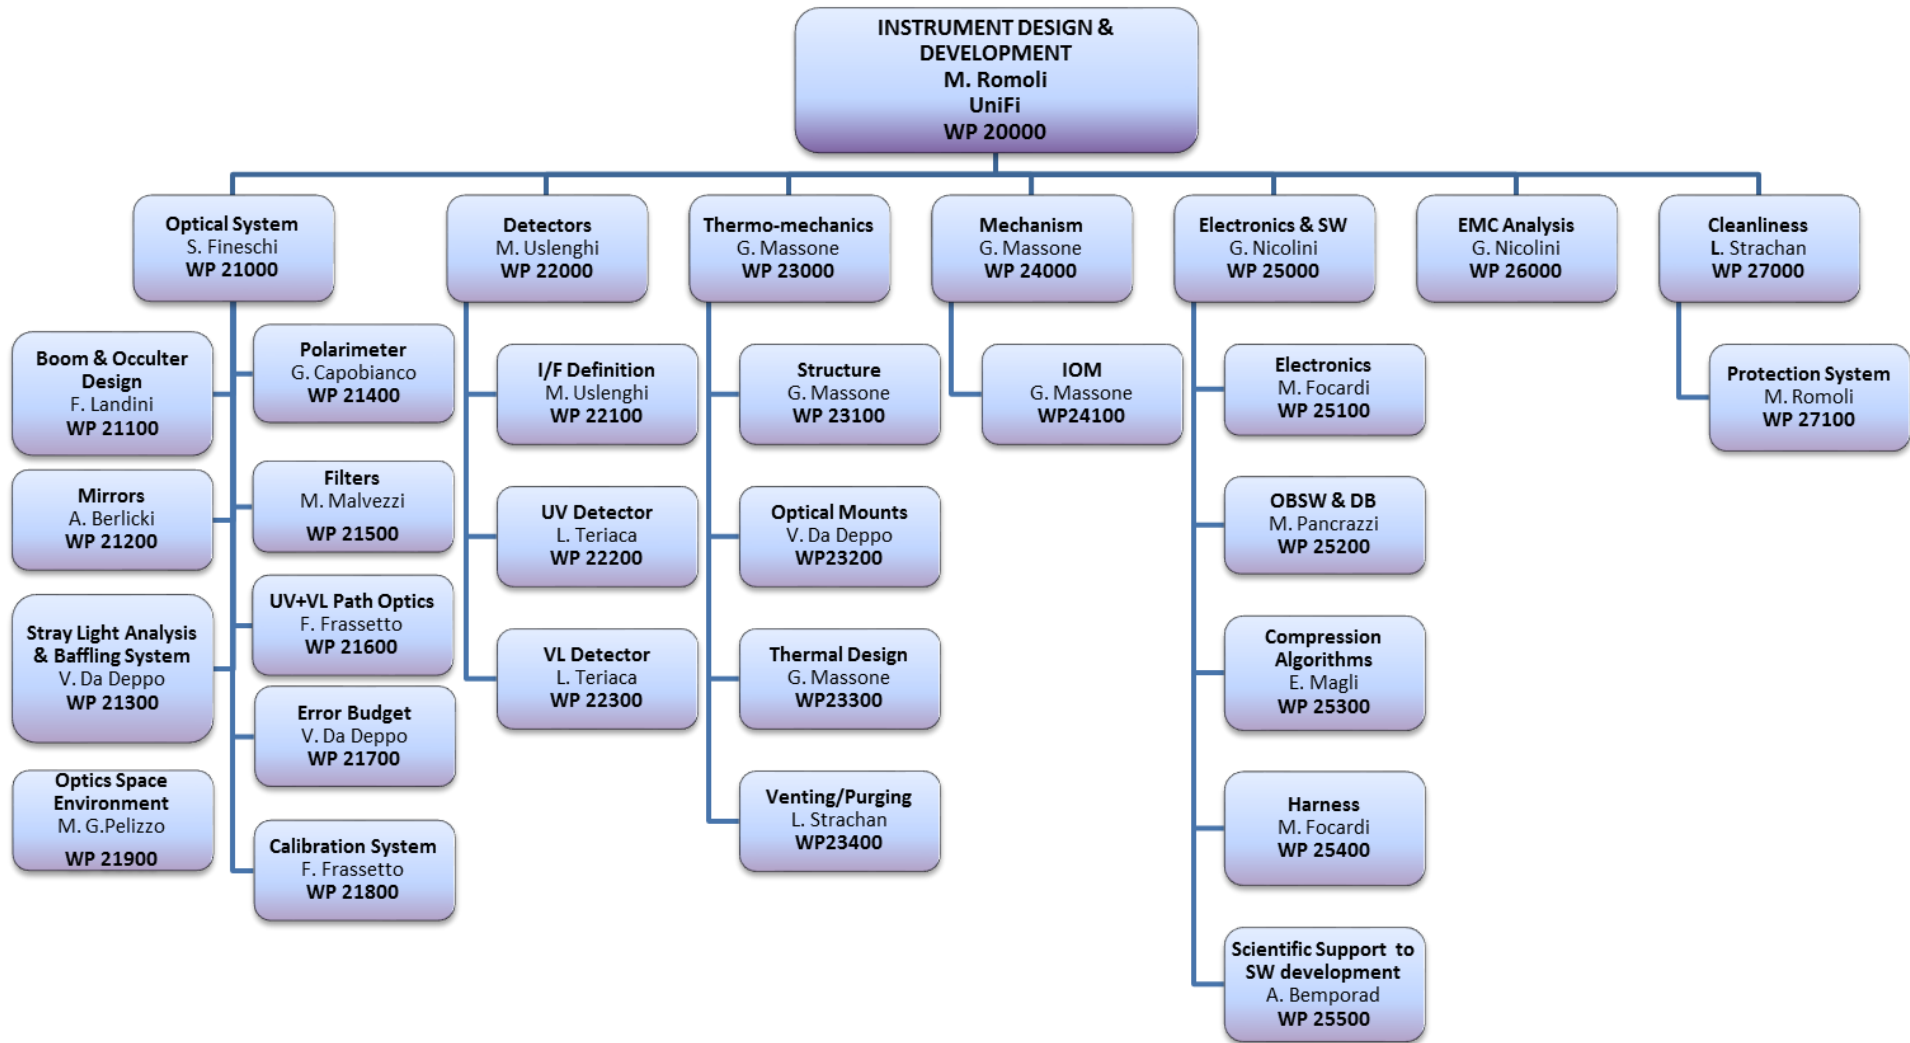 INSTRUMENT DESIGN &
DEVELOPMENT
M. Romoli
UniFi
WP 20000
Optical System
S. Fineschi
WP 21000
Detectors
M. Uslenghi
WP 22000
Thermo-mechanics
G. Massone
WP 23000
Mechanism
G. Massone
WP 24000
Electronics & SW
G. Nicolini
WP 25000
EMC Analysis
G. Nicolini
WP 26000
Cleanliness
L. Strachan
WP 27000
Boom & Occulter
Design
F. Landini
WP 21100
Mirrors
A. Berlicki
WP 21200
Stray Light Analysis
& Baffling System
V. Da Deppo
WP 21300
Optics Space
Environment
M. G.Pelizzo
WP 21900
Polarimeter
G. Capobianco
WP 21400
Filters
M. Malvezzi
WP 21500
UV+VL Path Optics
F. Frassetto
WP 21600
Error Budget
V. Da Deppo
WP 21700
Calibration System
F. Frassetto
WP 21800
I/F Definition
M. Uslenghi
WP 22100
UV Detector
L. Teriaca
WP 22200
VL Detector
L. Teriaca
WP 22300
Structure
G. Massone
WP 23100
Optical Mounts
V. Da Deppo
WP23200
Thermal Design
G. Massone
WP23300
Venting/Purging
L. Strachan
WP23400
IOM
G. Massone
WP24100
Electronics
M. Focardi
WP 25100
OBSW & DB
M. Pancrazzi
WP 25200
Compression
Algorithms
E. Magli
WP 25300
Harness
M. Focardi
WP 25400
Scientific Support to
SW development
A. Bemporad
WP 25500
Protection System
M. Romoli
WP 27100